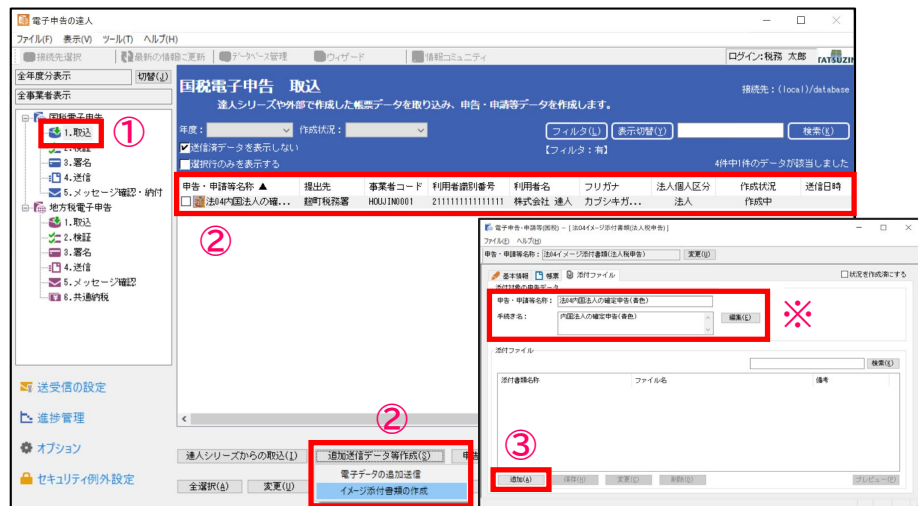 電子申告の達人
ファイル(F) 表示(V) ツール(T) ヘルプ(H)
接続先選択 最新の情報に更新 データベース管理 ウィザード 情報コミュニティ ログイン:税務 太郎 TATSUZIN
全年度分表示 切替(J)
全事業者表示
国税電子申告
1.取込
①
2.検証
3.署名
4.送信
5.メッセージ確認・納付
地方税電子申告
1.取込
2.検証
3.署名
4.送信
5.メッセージ確認
6.共通納税
送受信の設定
進捗管理
オプション
セキュリティ例外設定
国税電子申告 取込
接続先:(local)/database
達人シリーズや外部で作成した帳票データを取り込み、申告・申請等データを作成します。
年度: 作成状況: フィルタ(L) 表示切替(Y) 検索(K)
送信済データを表示しない 【フィルタ:有】
選択行のみを表示する 4件中1件のデータが該当しました
申告・申請等名称 ▲ 提出先 事業者コード 利用者識別番号 利用者名 フリガナ 法人個人区分 作成状況 送信日時
法04内国法人の確... 麹町税務署 HOUJIN0001 2111111111111111 株式会社 達人 カブシキガ... 法人 作成中
②
②
達人シリーズからの取込(I) 追加送信データ等作成(S) 申告
電子データの追加送信
全選択(A) 変更(U) イメージ添付書類の作成
電子申告・申請(国税) - [法04イメージ添付書類(法人税申告)]
ファイル(F) ヘルプ(H)
申告・申請等名称: 法04イメージ添付書類(法人税申告) 変更(U)
基本情報 帳票 添付ファイル 状況を作成済にする
添付対象の申告データ
申告・申請等名称: 法04内国法人の確定申告(青色)
手続き名: 内国法人の確定申告(青色) 編集(E)
※
添付ファイル
検索(K)
添付書類名称 ファイル名 備考
③
追加(A) 保存(W) 変更(C) 削除(D) プレビュー(P)